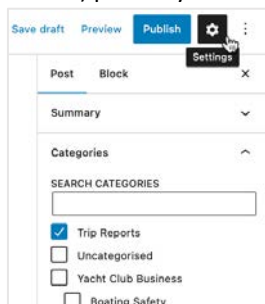 Save draft Preview Publish
Settings
Post Block
Summary
Categories
SEARCH CATEGORIES
Trip Reports
Uncategorised
Yacht Club Business
Boating Safety